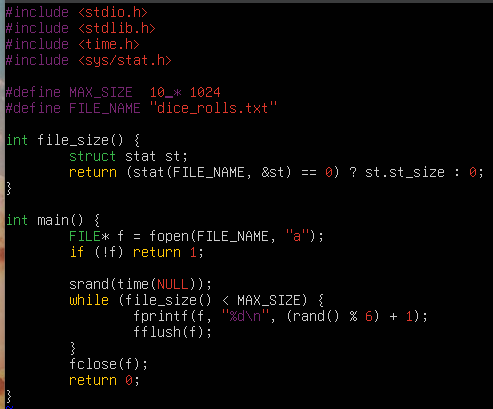 #include <stdio.h>
#include <stdlib.h>
#include <time.h>
#include <sys/stat.h>
#define MAX_SIZE  10_* 1024
#define FILE_NAME "dice_rolls.txt"
int file_size() {
struct stat st;
return (stat(FILE_NAME, &st) == 0) ? st.st_size : 0;
}
int main() {
FILE* f = fopen(FILE_NAME, "a");
if (!f) return 1;
srand(time(NULL));
while (file_size() < MAX_SIZE) {
fprintf(f, "%d\n", (rand() % 6) + 1);
fflush(f);
}
fclose(f);
return 0;
}